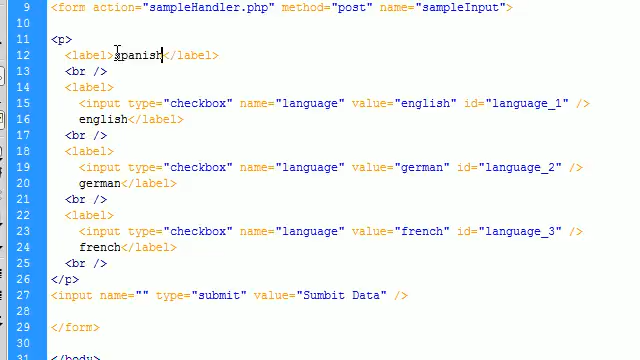 9 <form action="sampleHandler.php" method="post" name="sampleInput">
10
11 <p>
12 <label>spanish</label>
13 <br />
14 <label>
15 <input type="checkbox" name="language" value="english" id="language_1" />
16 english</label>
17 <br />
18 <label>
19 <input type="checkbox" name="language" value="german" id="language_2" />
20 german</label>
21 <br />
22 <label>
23 <input type="checkbox" name="language" value="french" id="language_3" />
24 french</label>
25 <br />
26 </p>
27 <input name="" type="submit" value="Sumbit Data" />
28
29 </form>
30
31 </body>